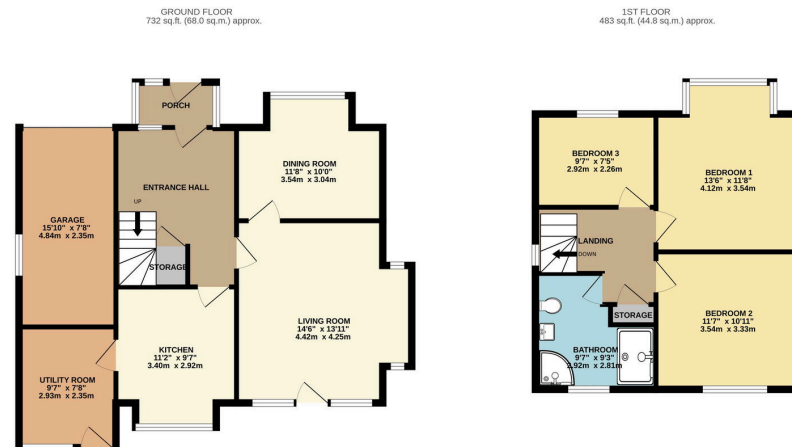 GROUND FLOOR
732 sq.ft. (68.0 sq.m.) approx.
PORCH
DINING ROOM
11'8" x 10'0"
3.54m x 3.04m
ENTRANCE HALL
UP
GARAGE
15'10" x 7'8"
4.84m x 2.35m
STORAGE
LIVING ROOM
14'6" x 13'11"
4.42m x 4.25m
KITCHEN
11'2" x 9'7"
3.40m x 2.92m
UTILITY ROOM
9'7" x 7'8"
2.93m x 2.35m
1ST FLOOR
483 sq.ft. (44.8 sq.m.) approx.
BEDROOM 3
9'7" x 7'5"
2.92m x 2.26m
BEDROOM 1
13'6" x 11'8"
4.12m x 3.54m
LANDING
DOWN
BEDROOM 2
11'7" x 10'11"
3.54m x 3.33m
STORAGE
BATHROOM
9'7" x 9'3"
2.92m x 2.81m